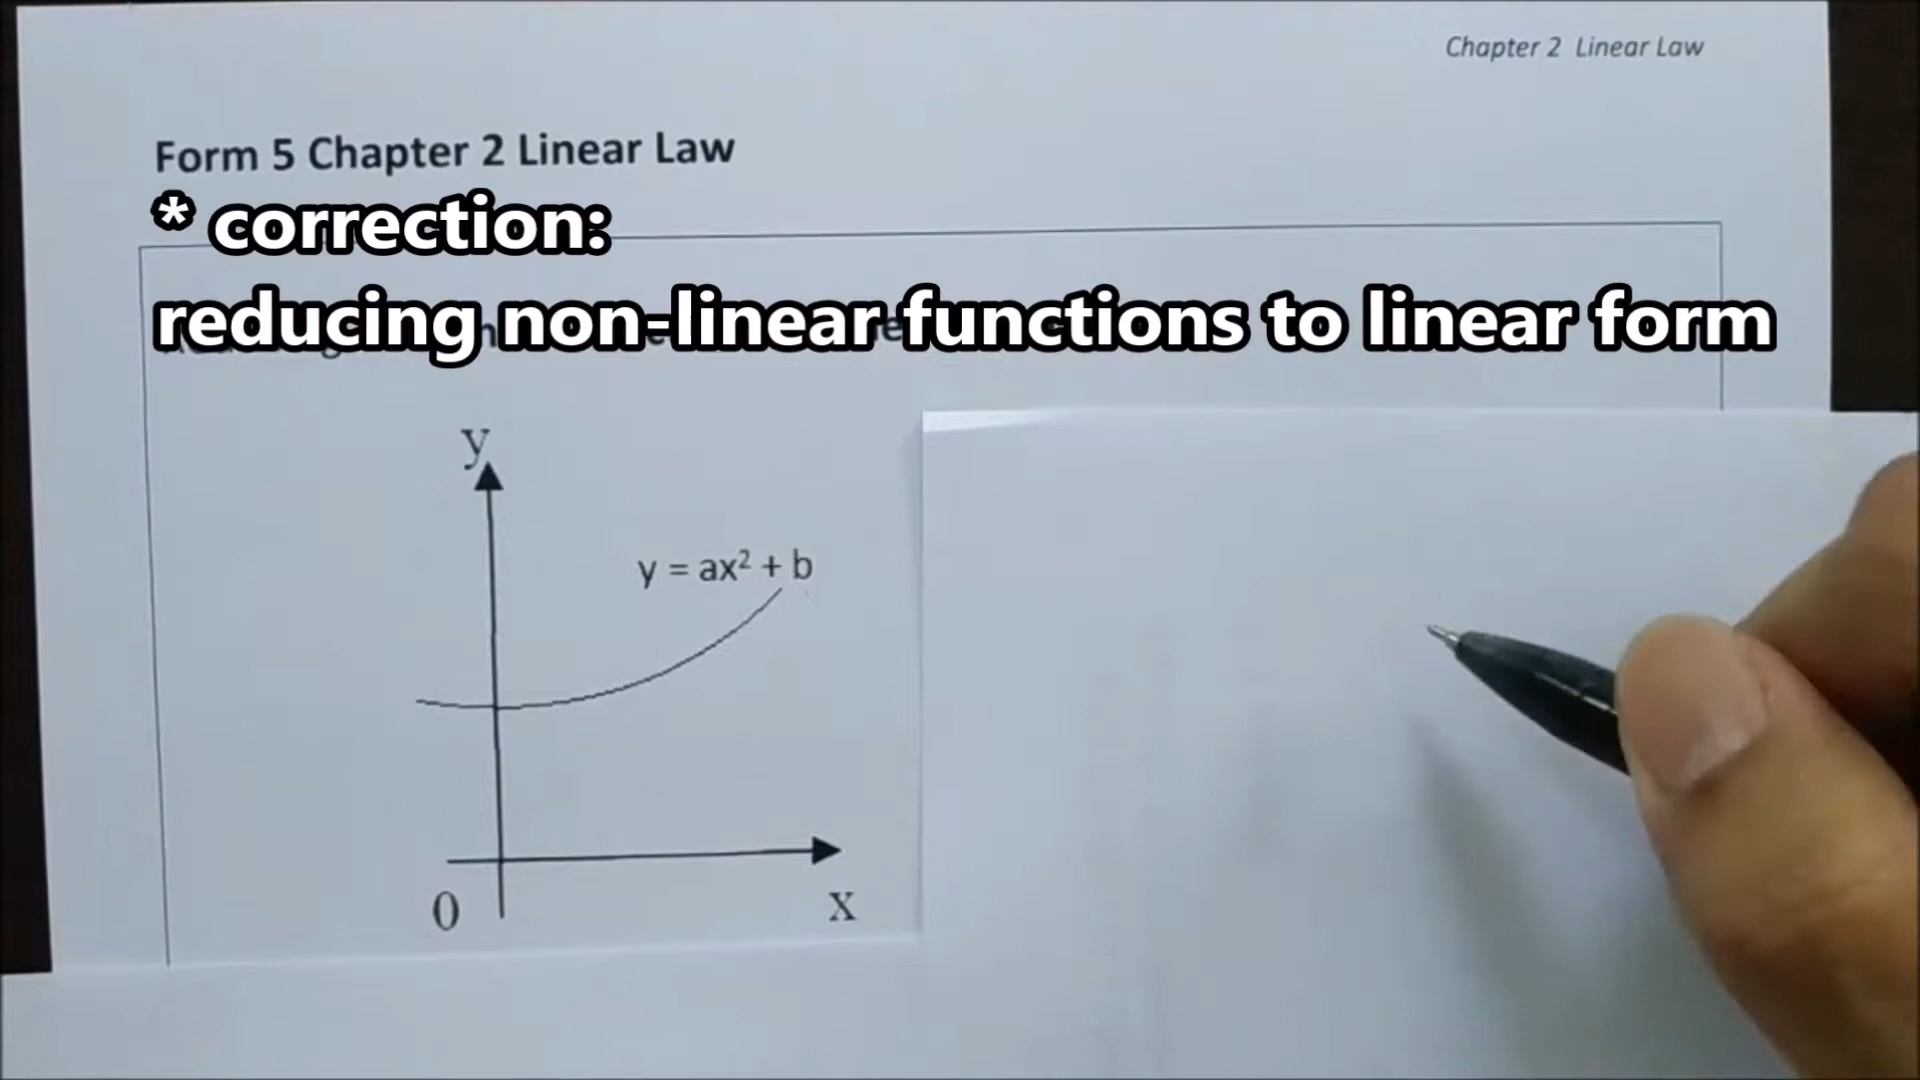 Chapter 2 Linear Law
Form 5 Chapter 2 Linear Law
* correction:
reducing non-linear functions to linear form
y
y = ax² + b
0
x